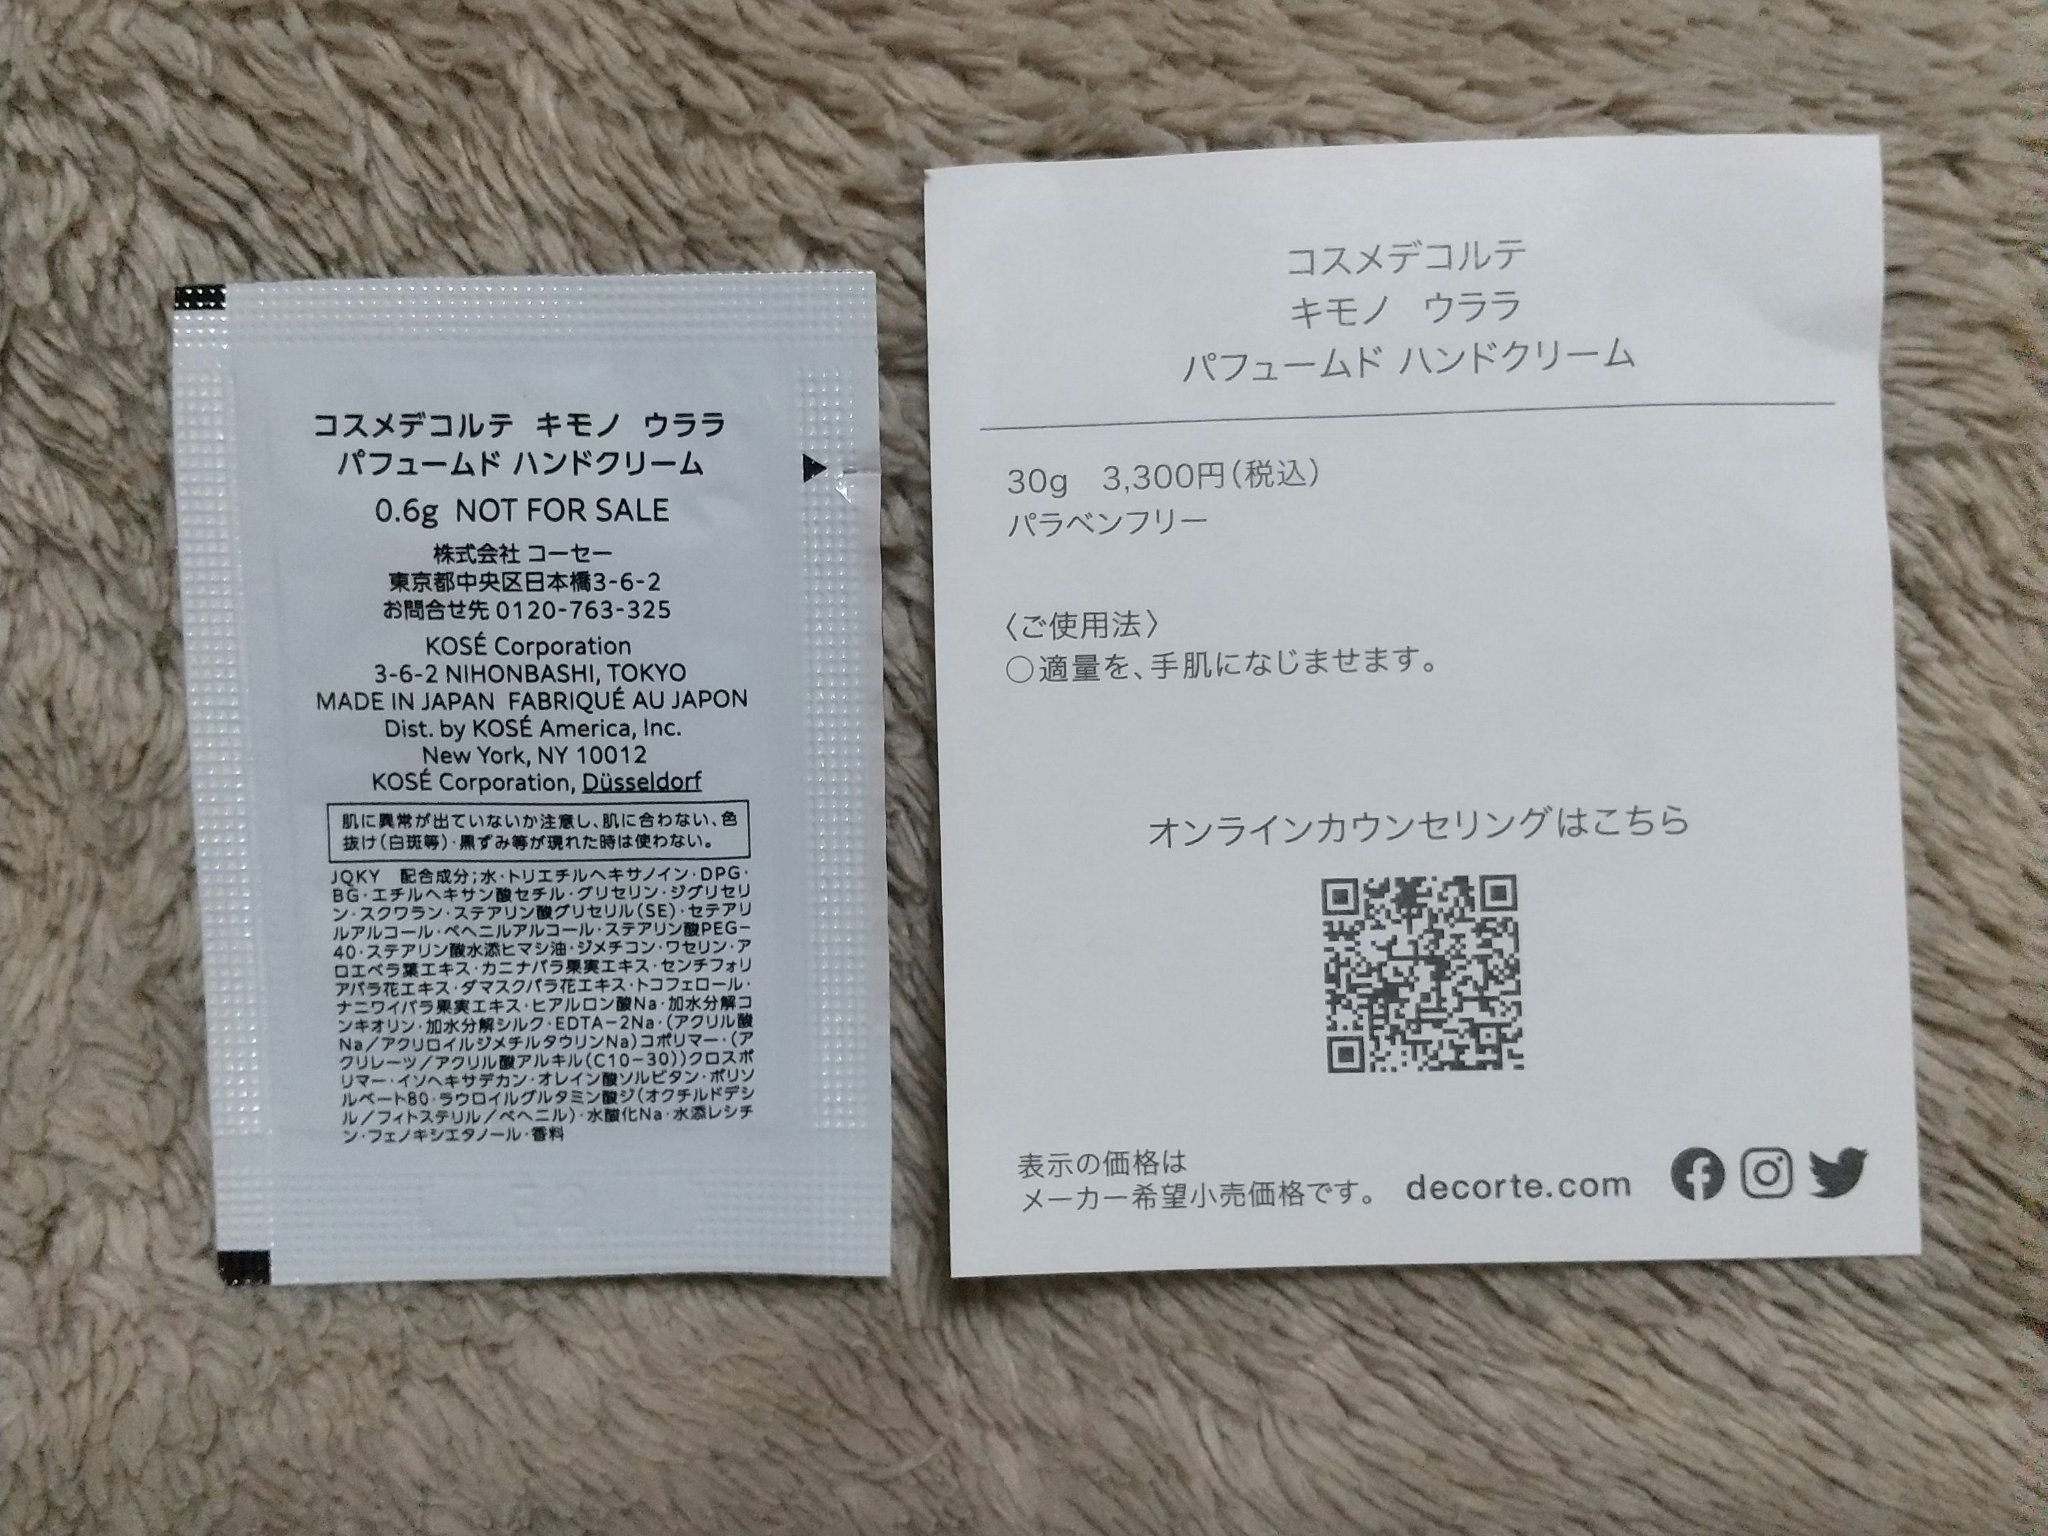 コスメデコルテ キモノ ウララ
パフュームド ハンドクリーム
0.6g NOT FOR SALE
株式会社 コーセー
東京都中央区日本橋3-6-2
お問合せ先 0120-763-325
KOSÉ Corporation
3-6-2 NIHONBASHI, TOKYO
MADE IN JAPAN FABRIQUÉ AU JAPON
Dist. by KOSÉ America, Inc.
New York, NY 10012
KOSÉ Corporation, Düsseldorf
肌に異常が出ていないか注意し、肌に合わない、色
抜け(白斑等)・黒ずみ等が現れた時は使わない。
JQKY 配合成分;水・トリエチルヘキサノイン・DPG・
BG・エチルヘキサン酸セチル・グリセリン・ジグリセリ
ン・スクワラン・ステアリン酸グリセリル(SE)・セテアリ
ルアルコール・ベヘニルアルコール・ステアリン酸PEG-
40・ステアリン酸水添ヒマシ油・ジメチコン・ワセリン・ア
ロエベラ葉エキス・カニナバラ果実エキス・センチフォリ
アバラ花エキス・ダマスクバラ花エキス・トコフェロール・
ナニワイバラ果実エキス・ヒアルロン酸Na・加水分解コ
ンキオリン・加水分解シルク・EDTA-2Na・(アクリル酸
Na/アクリロイルジメチルタウリンNa)コポリマー・(ア
クリレーツ/アクリル酸アルキル(C10-30))クロスポ
リマー・イソヘキサデカン・オレイン酸ソルビタン・ポリソ
ルベート80・ラウロイルグルタミン酸ジ(オクチルドデシ
ル/フィトステリル/ベヘニル)・水酸化Na・水添レシチ
ン・フェノキシエタノール・香料
コスメデコルテ
キモノ ウララ
パフュームド ハンドクリーム
30g 3,300円(税込)
パラベンフリー
〈ご使用法〉
○適量を、手肌になじませます。
オンラインカウンセリングはこちら
表示の価格は
メーカー希望小売価格です。 decorte.com